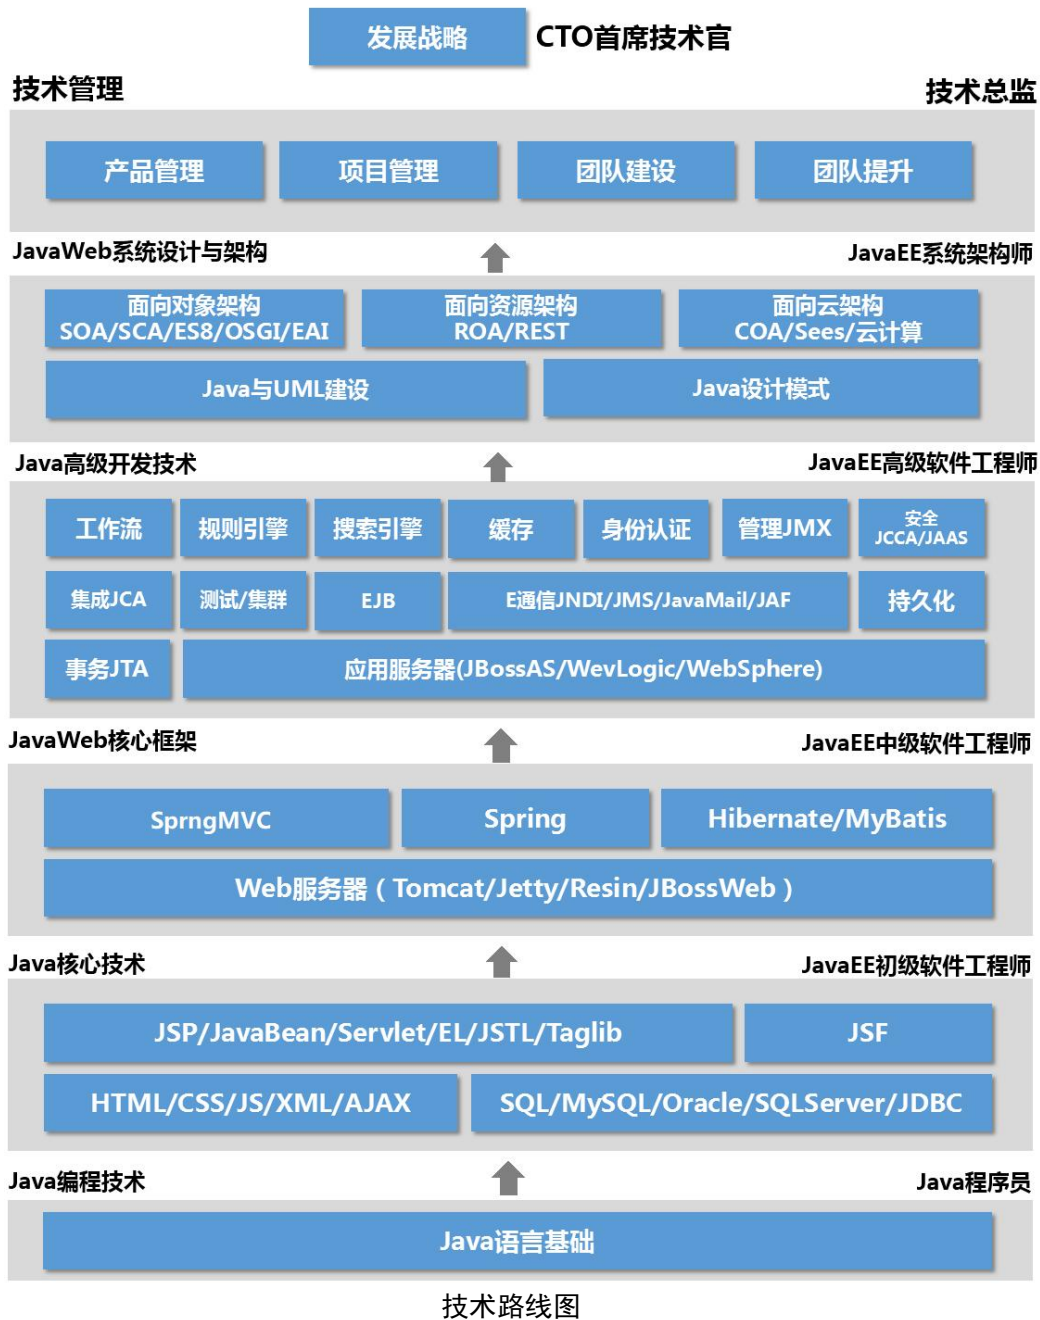 发展战略 CTO首席技术官
技术管理 技术总监
产品管理 项目管理 团队建设 团队提升
JavaWeb系统设计与架构 JavaEE系统架构师
面向对象架构
SOA/SCA/ES8/OSGI/EAI
面向资源架构
ROA/REST
面向云架构
COA/Sees/云计算
Java与UML建设 Java设计模式
Java高级开发技术 JavaEE高级软件工程师
工作流 规则引擎 搜索引擎 缓存 身份认证 管理JMX
安全
JCCA/JAAS
集成JCA 测试/集群 EJB E通信JNDI/JMS/JavaMail/JAF 持久化
事务JTA 应用服务器(JBossAS/WevLogic/WebSphere)
JavaWeb核心框架 JavaEE中级软件工程师
SprngMVC Spring Hibernate/MyBatis
Web服务器（Tomcat/Jetty/Resin/JBossWeb）
Java核心技术 JavaEE初级软件工程师
JSP/JavaBean/Servlet/EL/JSTL/Taglib JSF
HTML/CSS/JS/XML/AJAX SQL/MySQL/Oracle/SQLServer/JDBC
Java编程技术 Java程序员
Java语言基础
技术路线图